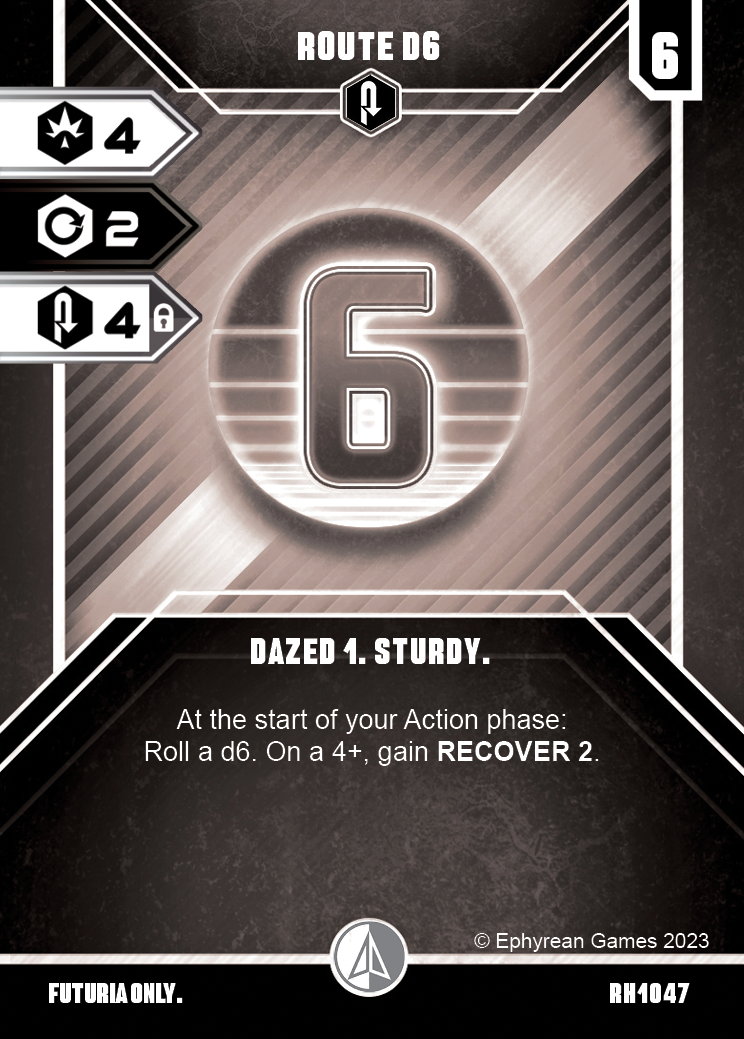 ROUTE D6
6
4
2
4
6
DAZED 1. STURDY.
At the start of your Action phase:
Roll a d6. On a 4+, gain RECOVER 2.
© Ephyrean Games 2023
FUTURIA ONLY.
RH1047